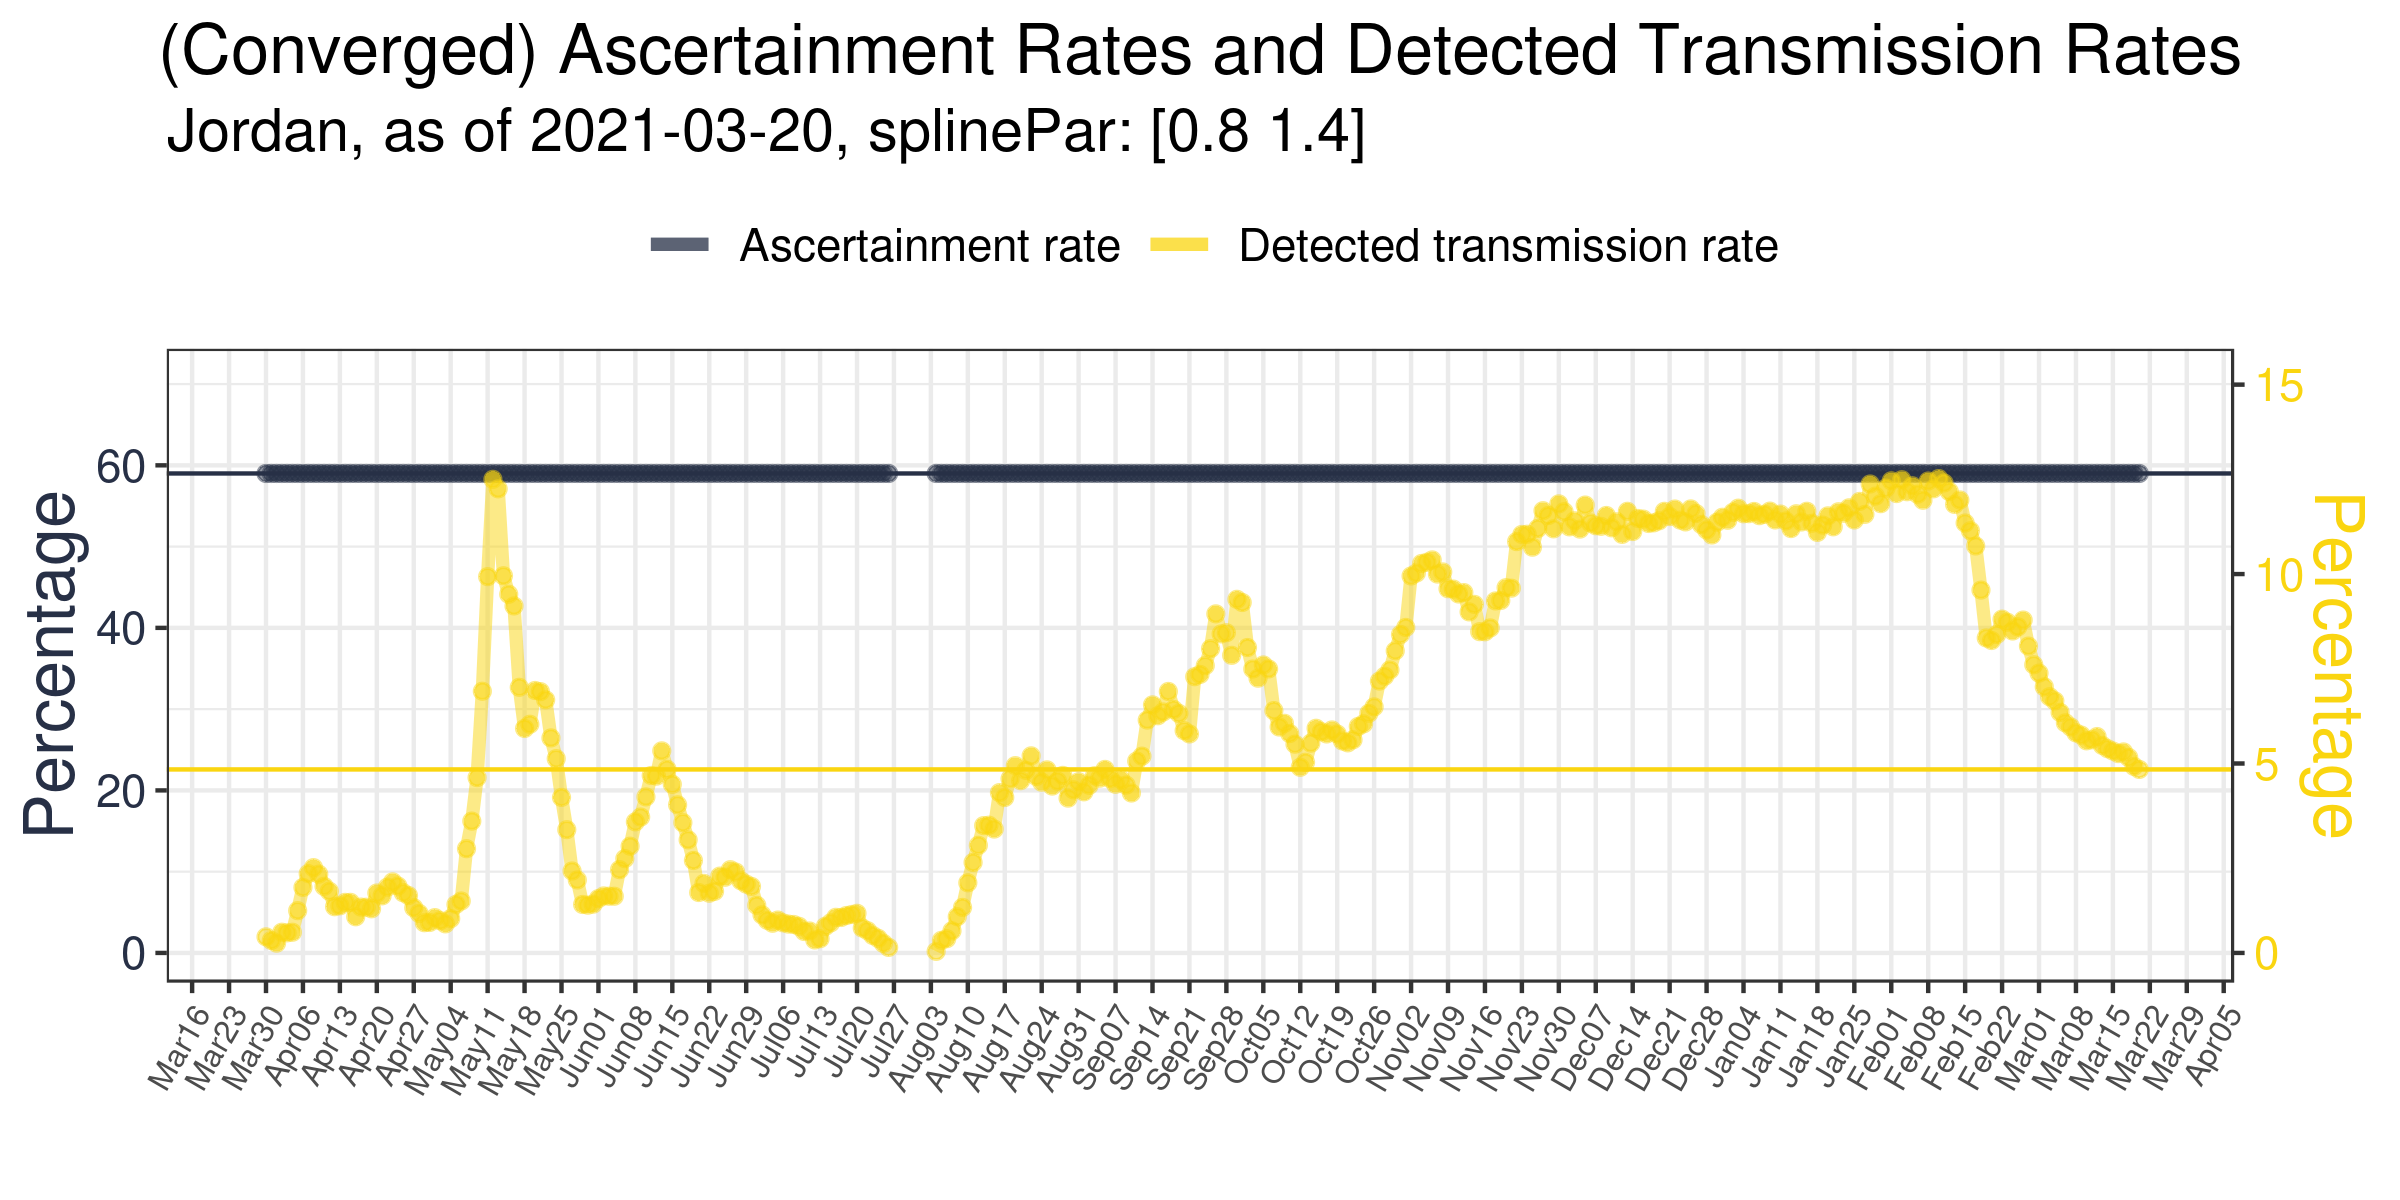 (Converged) Ascertainment Rates and Detected Transmission Rates
Jordan, as of 2021-03-20, splinePar: [0.8 1.4]
Ascertainment rate
Detected transmission rate
Percentage
60
40
20
0
15
10
5
0
Percentage
Mar16
Mar23
Mar30
Apr06
Apr13
Apr20
Apr27
May04
May11
May18
May25
Jun01
Jun08
Jun15
Jun22
Jun29
Jul06
Jul13
Jul20
Jul27
Aug03
Aug10
Aug17
Aug24
Aug31
Sep07
Sep14
Sep21
Sep28
Oct05
Oct12
Oct19
Oct26
Nov02
Nov09
Nov16
Nov23
Nov30
Dec07
Dec14
Dec21
Dec28
Jan04
Jan11
Jan18
Jan25
Feb01
Feb08
Feb15
Feb22
Mar01
Mar08
Mar15
Mar22
Mar29
Apr05